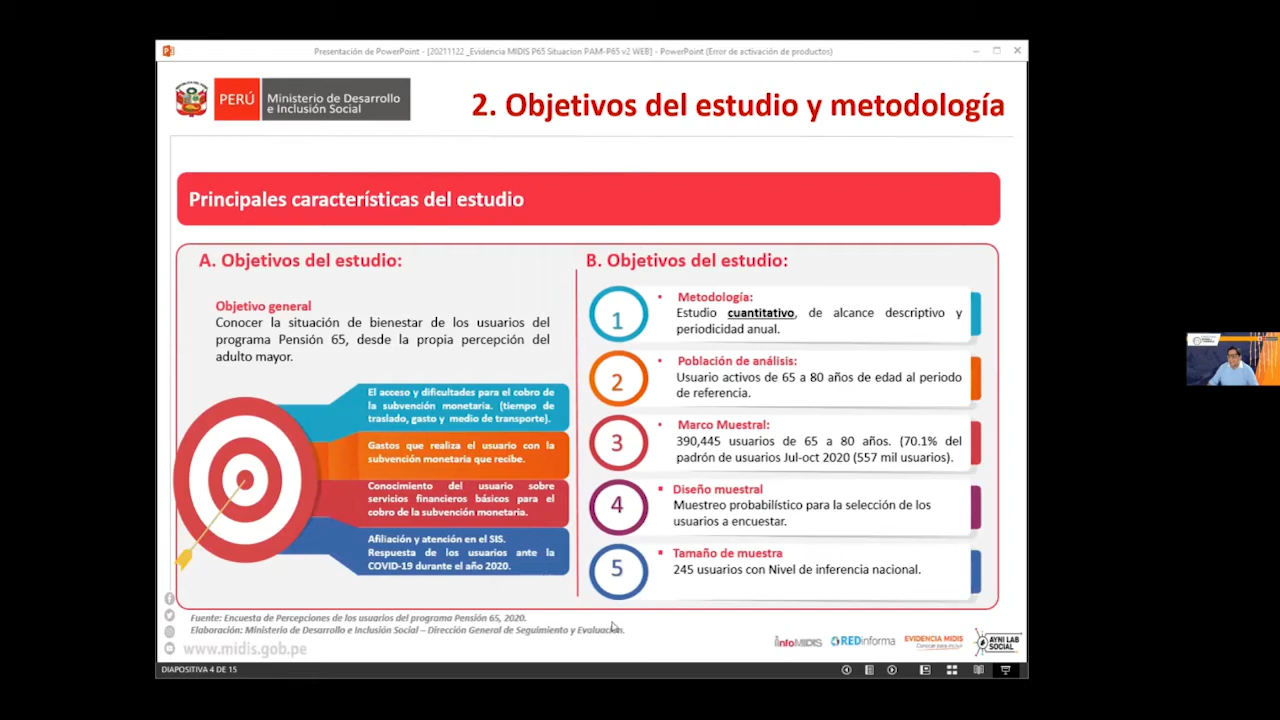 Presentación de PowerPoint - [20211122 _Evidencia MIDIS P65 Situacion PAM-P65 v2 WEB] - PowerPoint (Error de activación de productos)
PERÚ
Ministerio de Desarrollo
e Inclusión Social
2. Objetivos del estudio y metodología
Principales características del estudio
A. Objetivos del estudio:
Objetivo general
Conocer la situación de bienestar de los usuarios del
programa Pensión 65, desde la propia percepción del
adulto mayor.
El acceso y dificultades para el cobro de
la subvención monetaria. (tiempo de
traslado, gasto y medio de transporte).
Gastos que realiza el usuario con la
subvención monetaria que recibe.
Conocimiento del usuario sobre
servicios financieros básicos para el
cobro de la subvención monetaria.
Afiliación y atención en el SIS.
Respuesta de los usuarios ante la
COVID-19 durante el año 2020.
B. Objetivos del estudio:
1
• Metodología:
Estudio cuantitativo, de alcance descriptivo y
periodicidad anual.
2
• Población de análisis:
Usuario activos de 65 a 80 años de edad al periodo
de referencia.
3
• Marco Muestral:
390,445 usuarios de 65 a 80 años. (70.1% del
padrón de usuarios Jul-oct 2020 (557 mil usuarios).
4
▪ Diseño muestral
Muestreo probabilístico para la selección de los
usuarios a encuestar.
5
▪ Tamaño de muestra
245 usuarios con Nivel de inferencia nacional.
Fuente: Encuesta de Percepciones de los usuarios del programa Pensión 65, 2020.
Elaboración: Ministerio de Desarrollo e Inclusión Social – Dirección General de Seguimiento y Evaluación.
www.midis.gob.pe
infoMIDIS
REDinforma
EVIDENCIA MIDIS
Conocer para incluir
AYNI LAB
SOCIAL
DIAPOSITIVA 4 DE 15